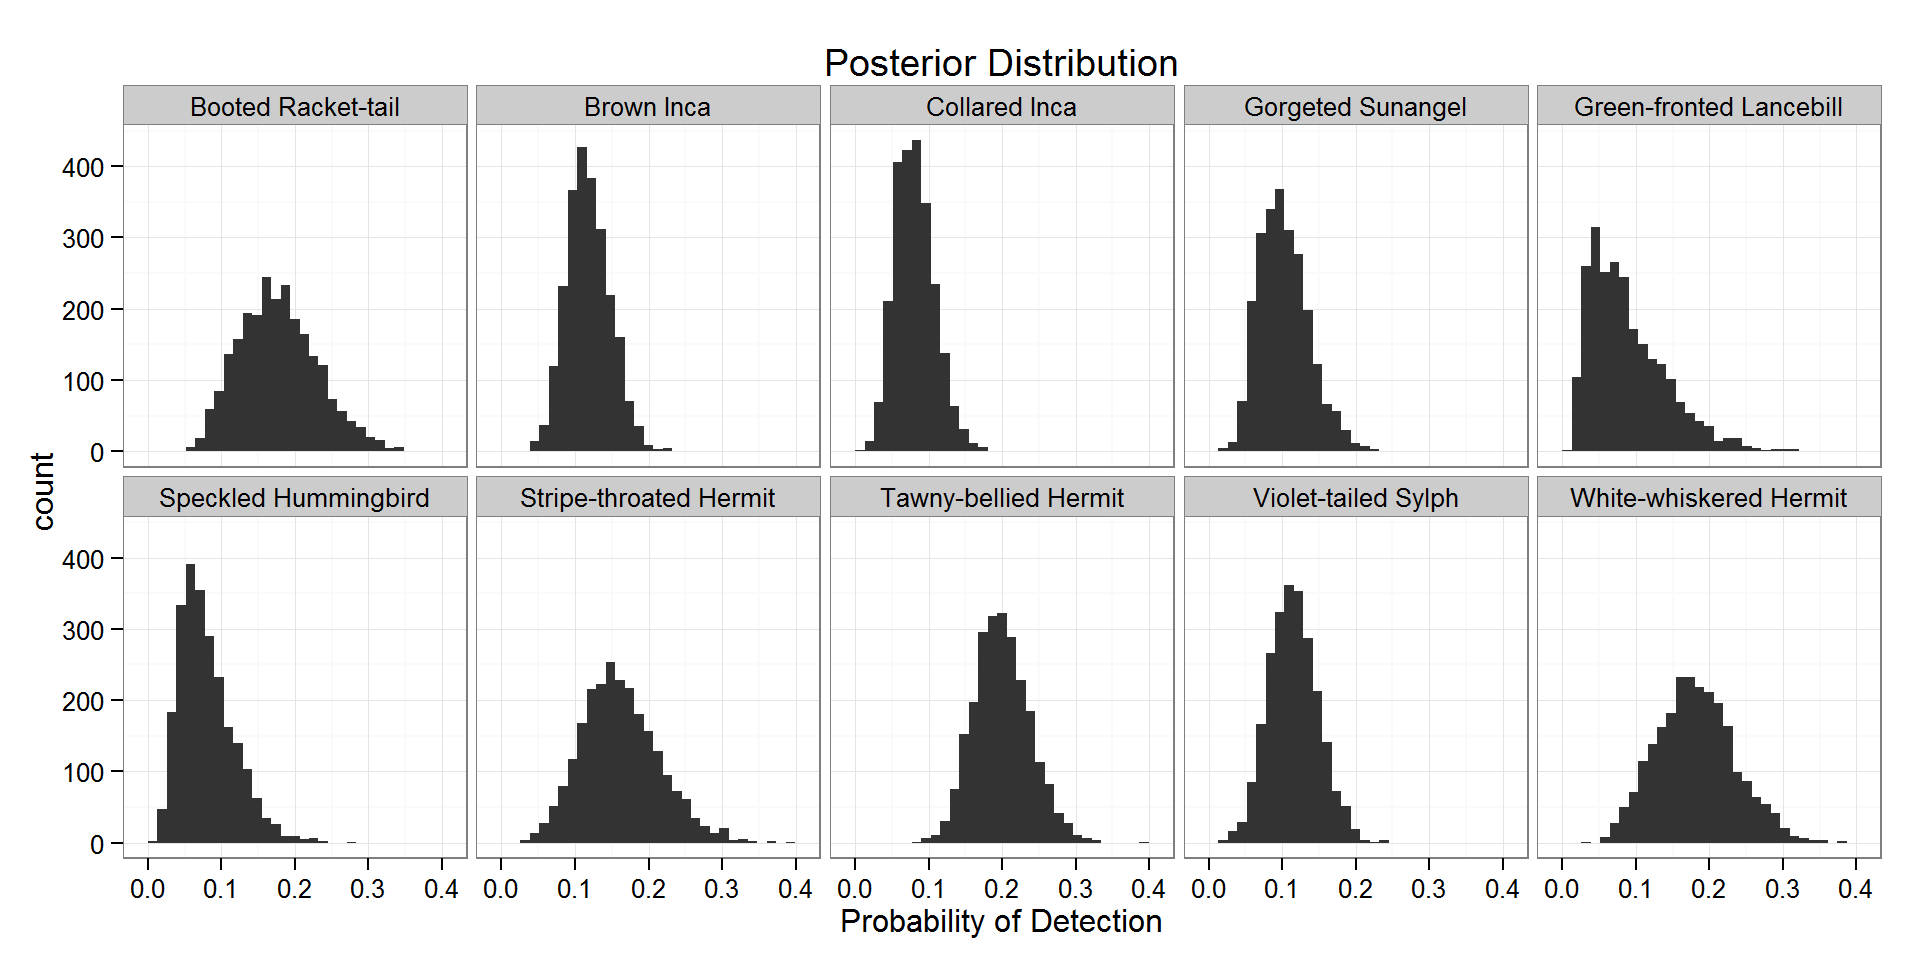 Posterior Distribution
Booted Racket-tail Brown Inca Collared Inca Gorgeted Sunangel Green-fronted Lancebill
400
300
200
100
0
count
Speckled Hummingbird Stripe-throated Hermit Tawny-bellied Hermit Violet-tailed Sylph White-whiskered Hermit
400
300
200
100
0
0.0 0.1 0.2 0.3 0.4 0.0 0.1 0.2 0.3 0.4 0.0 0.1 0.2 0.3 0.4 0.0 0.1 0.2 0.3 0.4 0.0 0.1 0.2 0.3 0.4
Probability of Detection